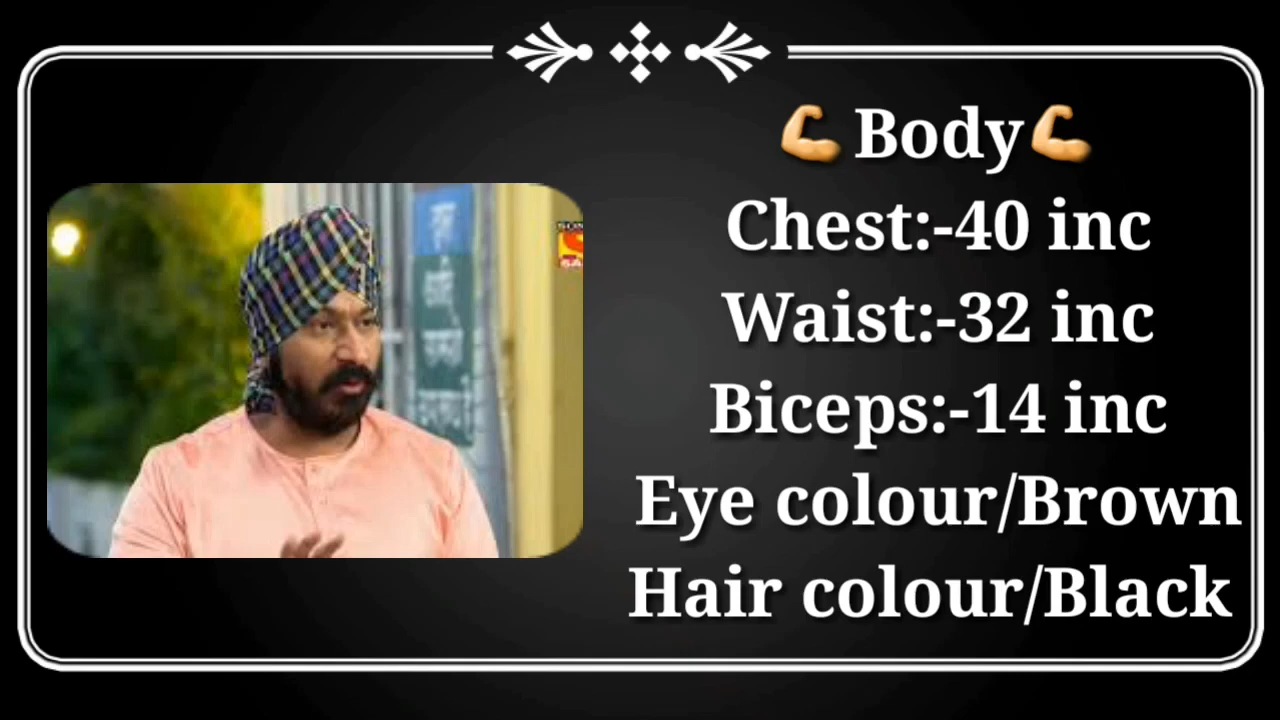 💪Body💪
Chest:-40 inc
Waist:-32 inc
Biceps:-14 inc
Eye colour/Brown
Hair colour/Black